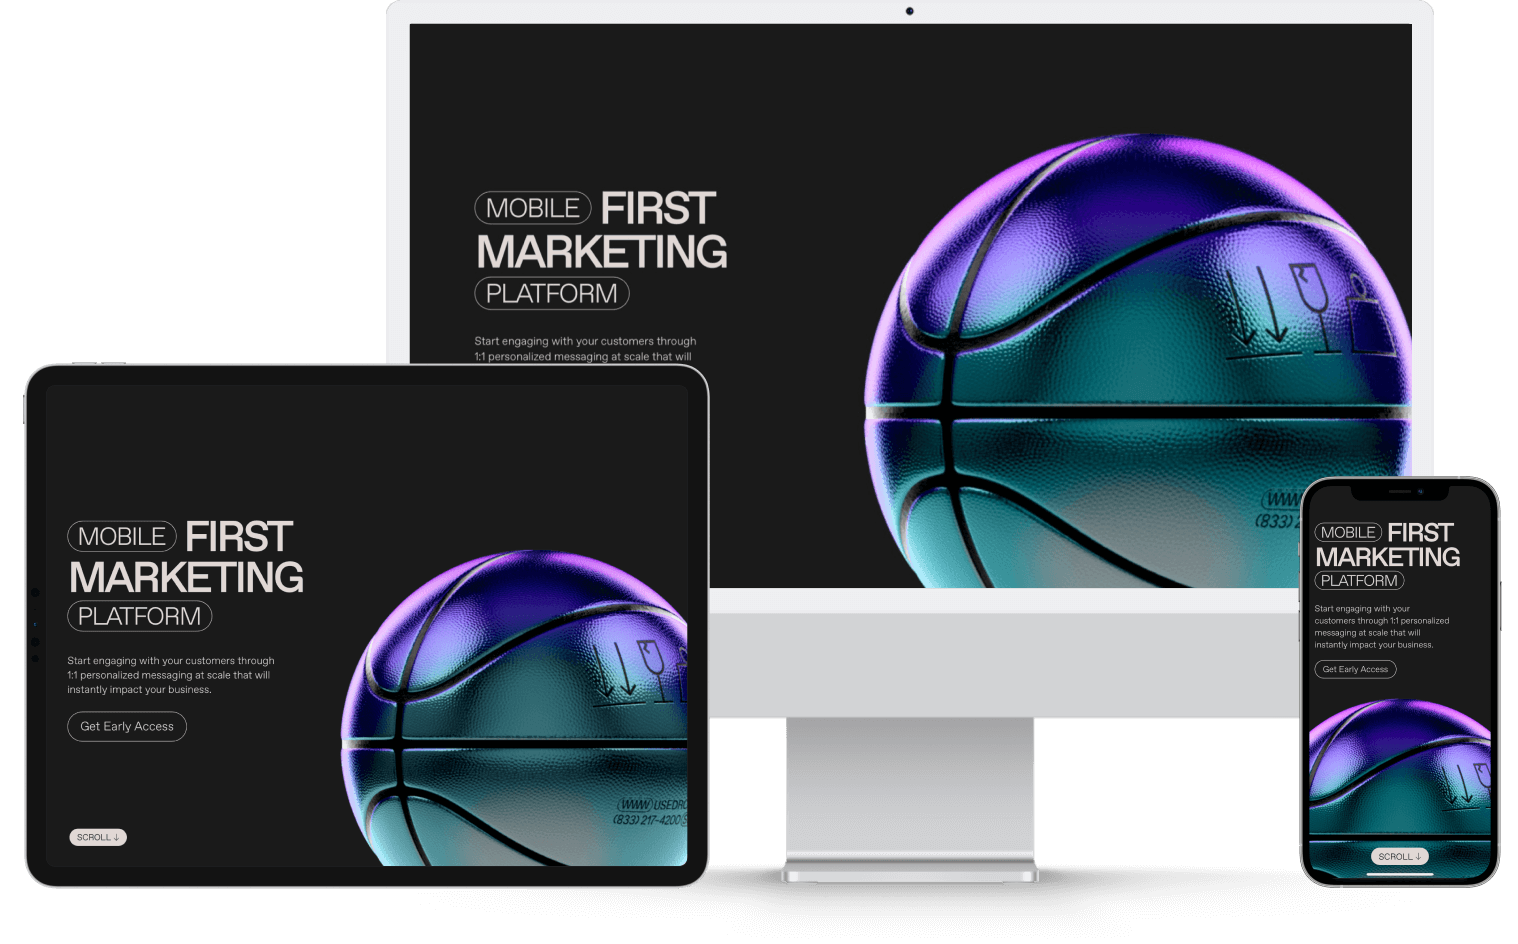 MOBILE FIRST
MARKETING
PLATFORM
Start engaging with your customers through
1:1 personalized messaging at scale that will
WWW
(833) 2
MOBILE FIRST
MARKETING
PLATFORM
Start engaging with your customers through
1:1 personalized messaging at scale that will
instantly impact your business.
Get Early Access
SCROLL ↓
WWW USEDRO
(833) 217-4200
MOBILE FIRST
MARKETING
PLATFORM
Start engaging with your
customers through 1:1 personalized
messaging at scale that will
instantly impact your business.
Get Early Access
SCROLL ↓